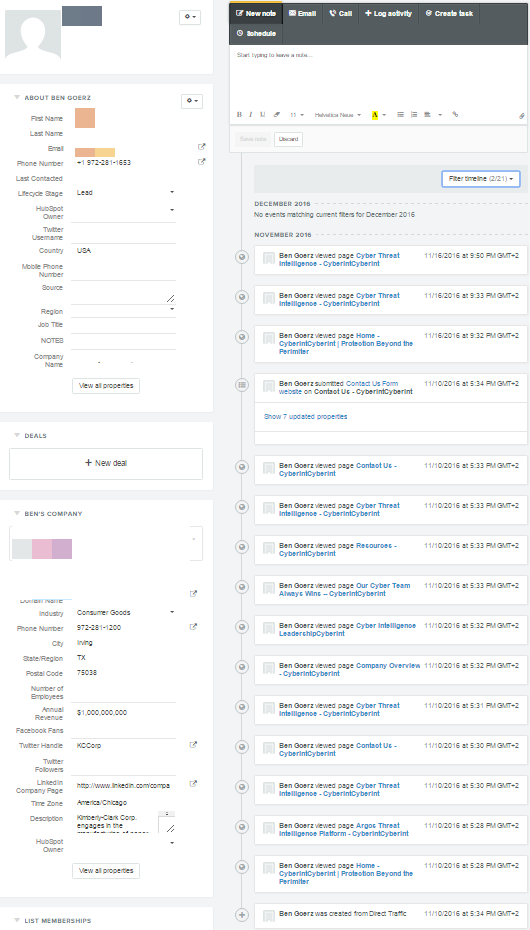 ABOUT BEN GOERZ
First Name
Last Name
Email
Phone Number +1 972-281-1653
Last Contacted
Lifecycle Stage Lead
HubSpot
Owner
Twitter
Username
Country USA
Mobile Phone
Number
Source
Region
Job Title
NOTES
Company
Name
View all properties
DEALS
+ New deal
BEN'S COMPANY
Domain Name
Industry Consumer Goods
Phone Number 972-281-1200
City Irving
State/Region TX
Postal Code 75038
Number of
Employees
Annual
Revenue $1,000,000,000
Facebook Fans
Twitter Handle KCCorp
Twitter
Followers
LinkedIn
Company Page http://www.linkedin.com/compa
Time Zone America/Chicago
Description Kimberly-Clark Corp.
engages in the
HubSpot
Owner
View all properties
LIST MEMBERSHIPS
New note Email Call + Log activity Create task
Schedule
Start typing to leave a note...
B I U 11 Helvetica Neue A
Save note Discard
Filter timeline (2/21)
DECEMBER 2016
No events matching current filters for December 2016
NOVEMBER 2016
Ben Goerz viewed page Cyber Threat 11/16/2016 at 9:50 PM GMT+2
Intelligence - CyberintCyberint
Ben Goerz viewed page Cyber Threat 11/16/2016 at 9:33 PM GMT+2
Intelligence - CyberintCyberint
Ben Goerz viewed page Home - 11/16/2016 at 9:32 PM GMT+2
CyberintCyberint | Protection Beyond the
Perimiter
Ben Goerz submitted Contact Us Form 11/10/2016 at 5:34 PM GMT+2
website on Contact Us - CyberintCyberint
Show 7 updated properties
Ben Goerz viewed page Contact Us - 11/10/2016 at 5:33 PM GMT+2
CyberintCyberint
Ben Goerz viewed page Cyber Threat 11/10/2016 at 5:33 PM GMT+2
Intelligence - CyberintCyberint
Ben Goerz viewed page Resources - 11/10/2016 at 5:33 PM GMT+2
CyberintCyberint
Ben Goerz viewed page Our Cyber Team 11/10/2016 at 5:33 PM GMT+2
Always Wins – CyberintCyberint
Ben Goerz viewed page Cyber Intelligence 11/10/2016 at 5:32 PM GMT+2
LeadershipCyberint
Ben Goerz viewed page Company Overview 11/10/2016 at 5:32 PM GMT+2
- CyberintCyberint
Ben Goerz viewed page Cyber Threat 11/10/2016 at 5:31 PM GMT+2
Intelligence - CyberintCyberint
Ben Goerz viewed page Contact Us - 11/10/2016 at 5:30 PM GMT+2
CyberintCyberint
Ben Goerz viewed page Cyber Threat 11/10/2016 at 5:30 PM GMT+2
Intelligence - CyberintCyberint
Ben Goerz viewed page Argos Threat 11/10/2016 at 5:28 PM GMT+2
Intelligence Platform - CyberintCyberint
Ben Goerz viewed page Home - 11/10/2016 at 5:28 PM GMT+2
CyberintCyberint | Protection Beyond the
Perimiter
Ben Goerz was created from Direct Traffic 11/10/2016 at 5:34 PM GMT+2